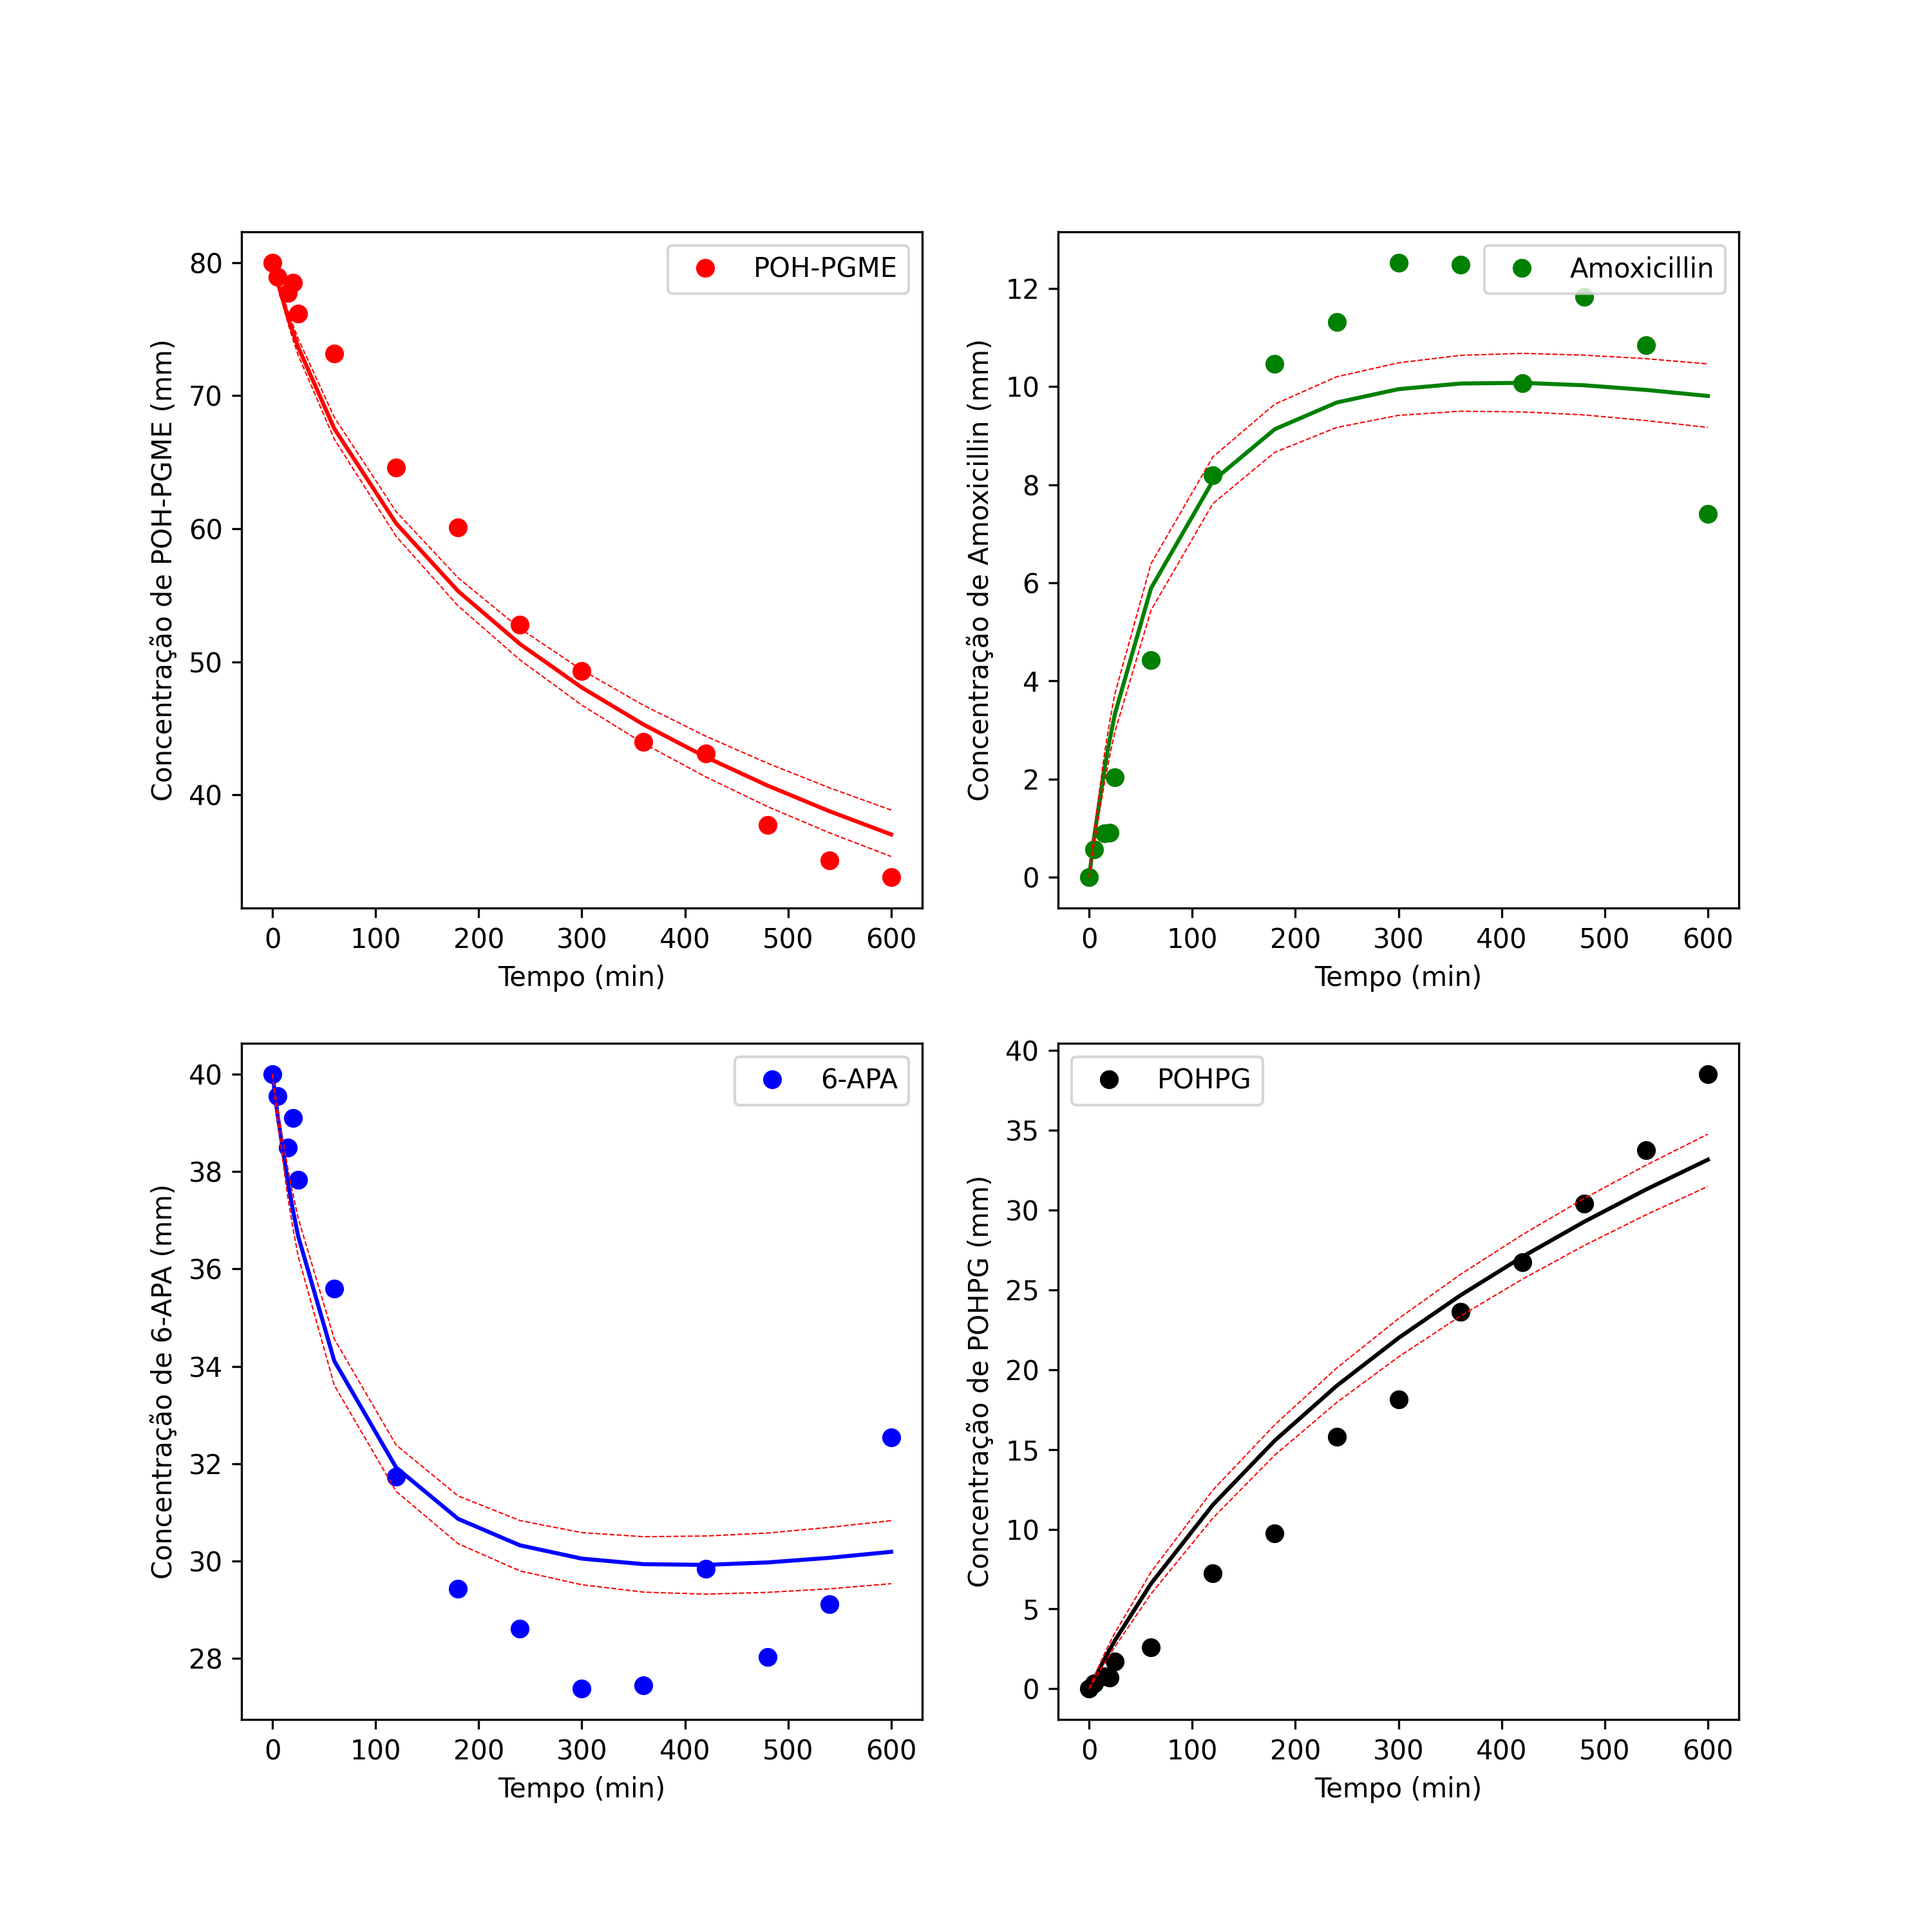 POH-PGME
Concentração de POH-PGME (mm)
80
70
60
50
40
0 100 200 300 400 500 600
Tempo (min)
Amoxicillin
Concentração de Amoxicillin (mm)
12
10
8
6
4
2
0
0 100 200 300 400 500 600
Tempo (min)
6-APA
Concentração de 6-APA (mm)
40
38
36
34
32
30
28
0 100 200 300 400 500 600
Tempo (min)
POHPG
Concentração de POHPG (mm)
40
35
30
25
20
15
10
5
0
0 100 200 300 400 500 600
Tempo (min)